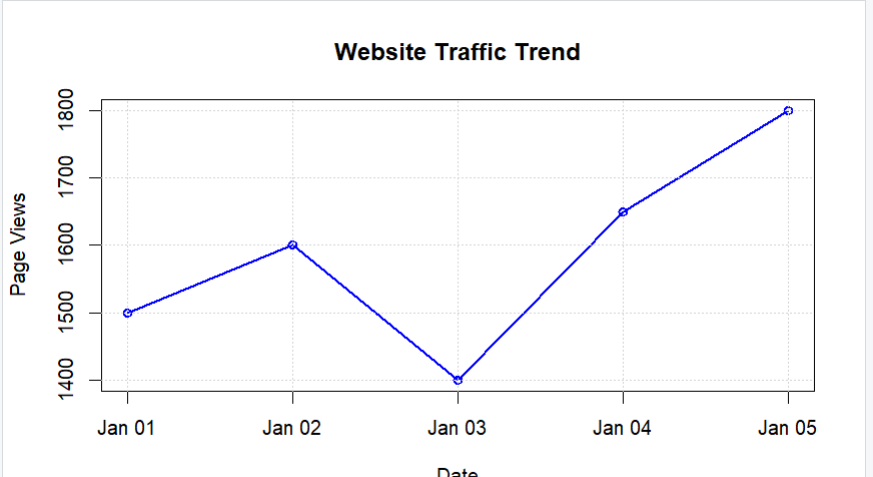 Website Traffic Trend
Page Views
1800
1700
1600
1500
1400
Jan 01 Jan 02 Jan 03 Jan 04 Jan 05
Date